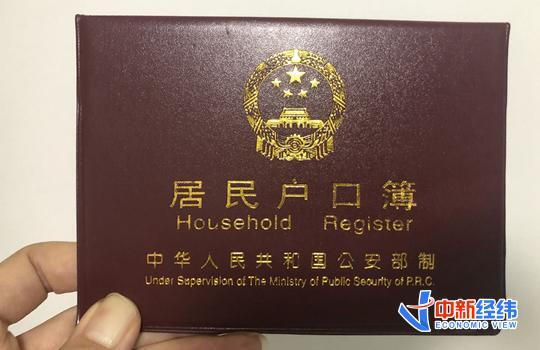 居民户口簿
Household Register
中华人民共和国公安部制
Under Supervision of The Ministry of Public Security of P.R.C.
中新经纬
ECONOMIC VIEW